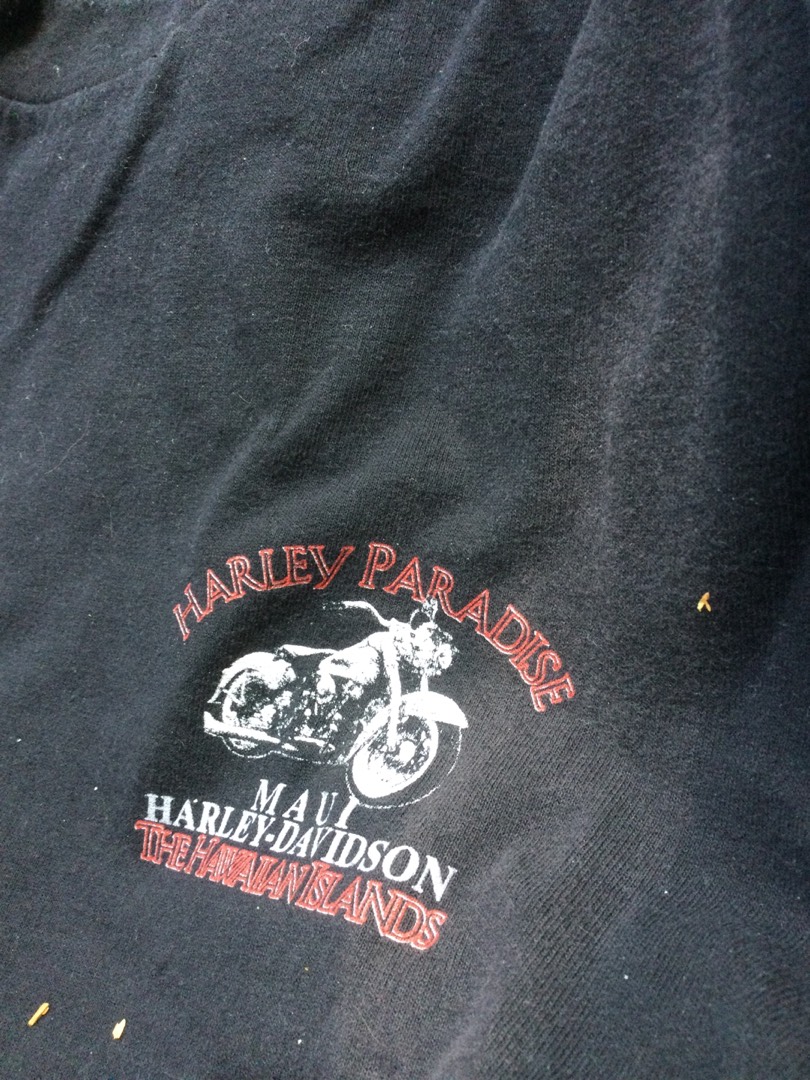 HARLEY PARADISE
MAUI
HARLEY-DAVIDSON
THE HAWAIIAN ISLANDS